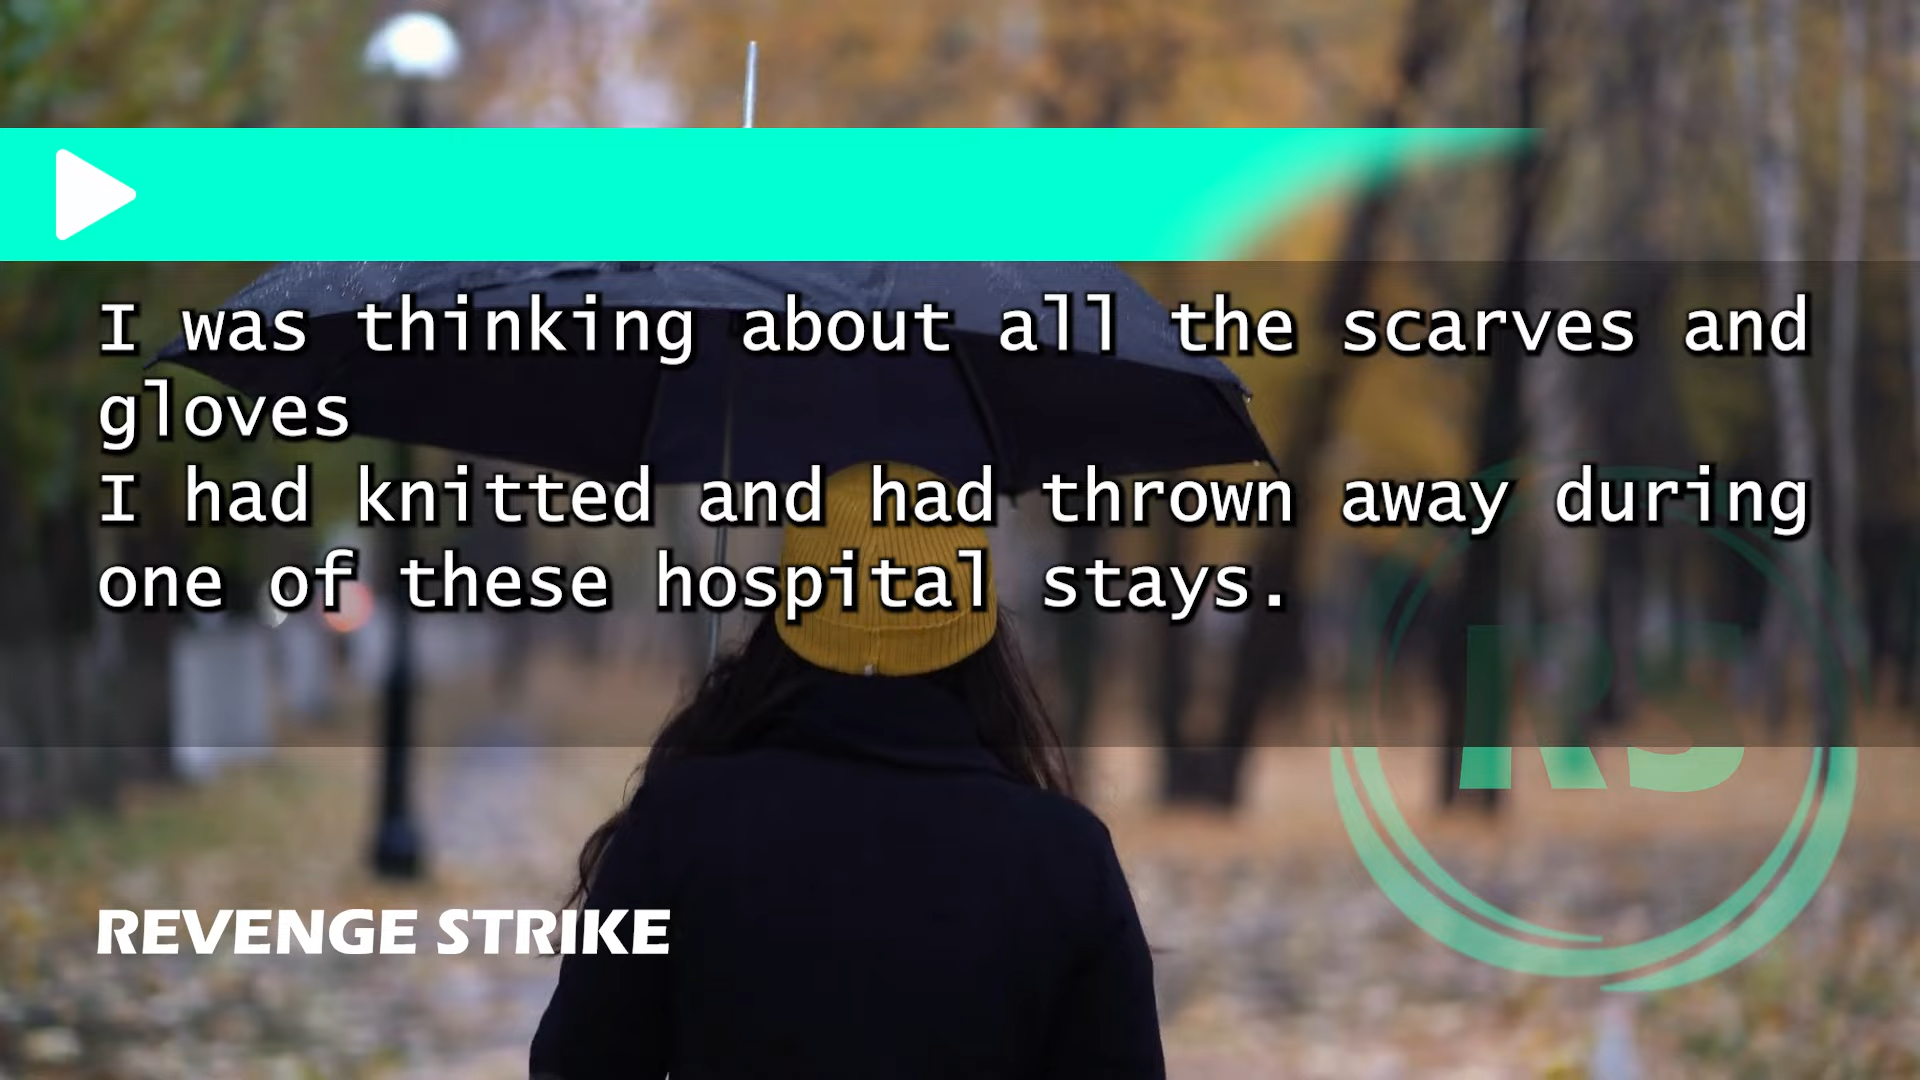 I was thinking about all the scarves and
gloves
I had knitted and had thrown away during
one of these hospital stays.
RS
REVENGE STRIKE